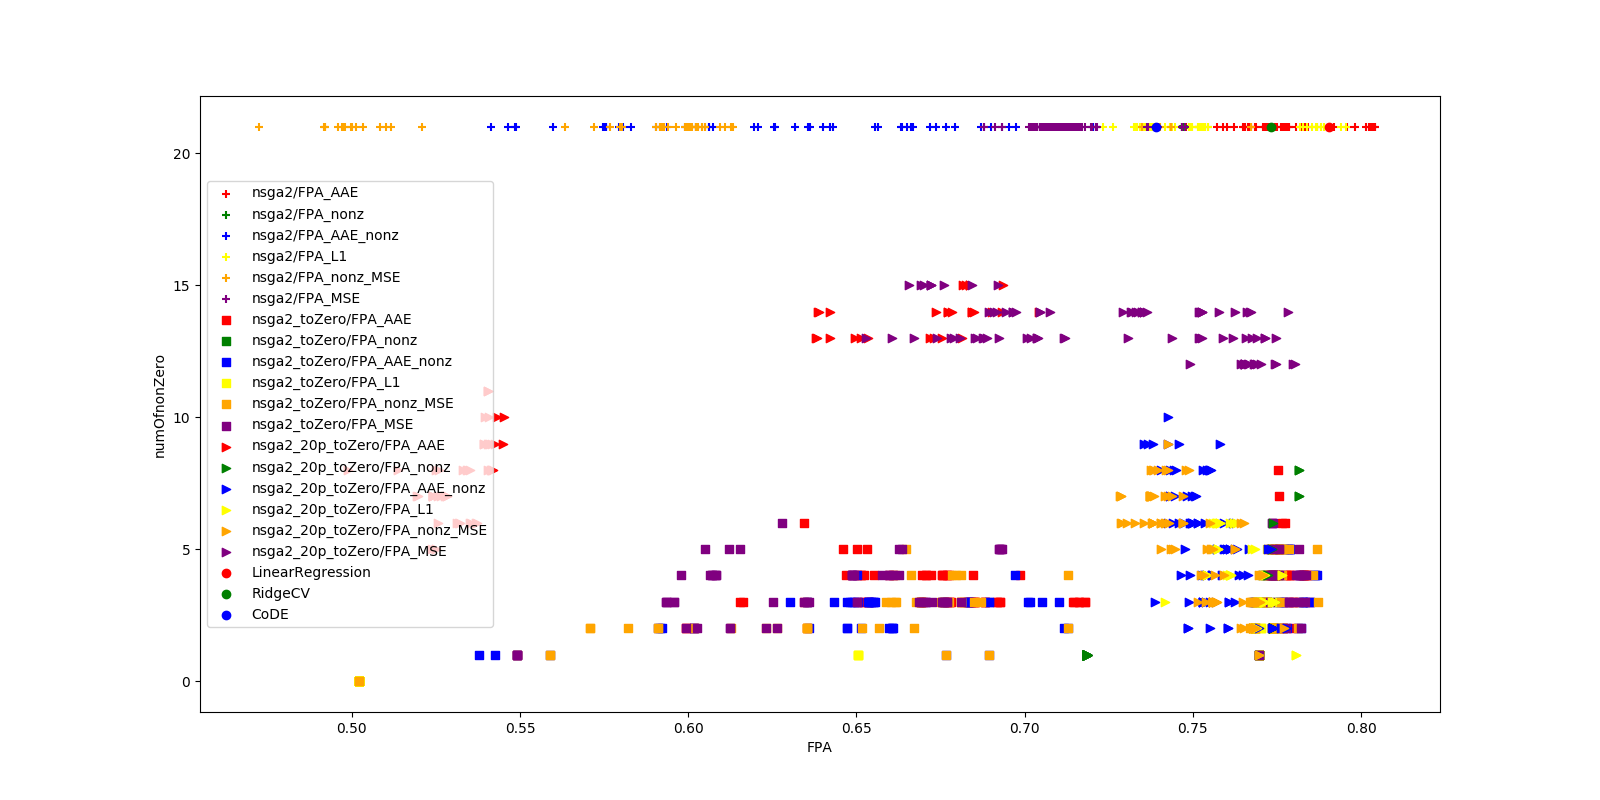 20
15
10
5
0
numOfnonZero
nsga2/FPA_AAE
nsga2/FPA_nonz
nsga2/FPA_AAE_nonz
nsga2/FPA_L1
nsga2/FPA_nonz_MSE
nsga2/FPA_MSE
nsga2_toZero/FPA_AAE
nsga2_toZero/FPA_nonz
nsga2_toZero/FPA_AAE_nonz
nsga2_toZero/FPA_L1
nsga2_toZero/FPA_nonz_MSE
nsga2_toZero/FPA_MSE
nsga2_20p_toZero/FPA_AAE
nsga2_20p_toZero/FPA_nonz
nsga2_20p_toZero/FPA_AAE_nonz
nsga2_20p_toZero/FPA_L1
nsga2_20p_toZero/FPA_nonz_MSE
nsga2_20p_toZero/FPA_MSE
LinearRegression
RidgeCV
CoDE
0.50 0.55 0.60 0.65 0.70 0.75 0.80
FPA